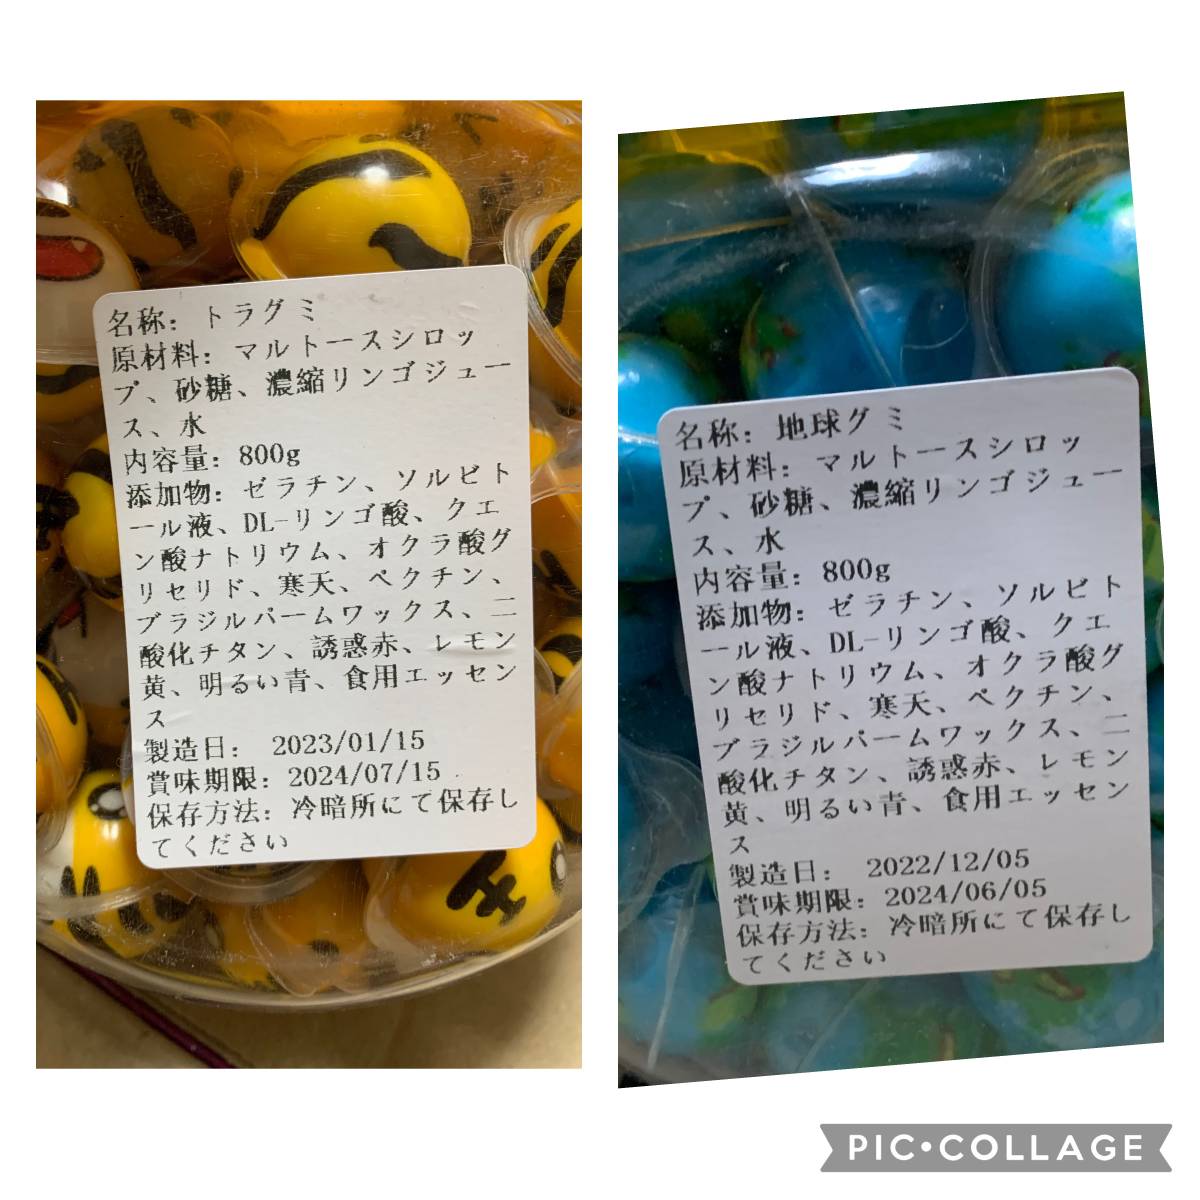 名称: トラグミ
原材料: マルトースシロッ
プ、砂糖、濃縮リンゴジュー
ス、水
内容量: 800g
添加物: ゼラチン、ソルビト
ール液、DL-リンゴ酸、クエ
ン酸ナトリウム、オクラ酸グ
リセリド、寒天、ペクチン、
ブラジルパームワックス、二
酸化チタン、誘惑赤、レモン
黄、明るい青、食用エッセン
ス
製造日: 2023/01/15
賞味期限: 2024/07/15
保存方法: 冷暗所にて保存し
てください
王
名称: 地球グミ
原材料: マルトースシロッ
プ、砂糖、濃縮リンゴジュー
ス、水
内容量: 800g
添加物: ゼラチン、ソルビト
ール液、DL-リンゴ酸、クエ
ン酸ナトリウム、オクラ酸グ
リセリド、寒天、ペクチン、
ブラジルパームワックス、二
酸化チタン、誘惑赤、レモン
黄、明るい青、食用エッセン
ス
製造日: 2022/12/05
賞味期限: 2024/06/05
保存方法: 冷暗所にて保存し
てください
PIC•COLLAGE